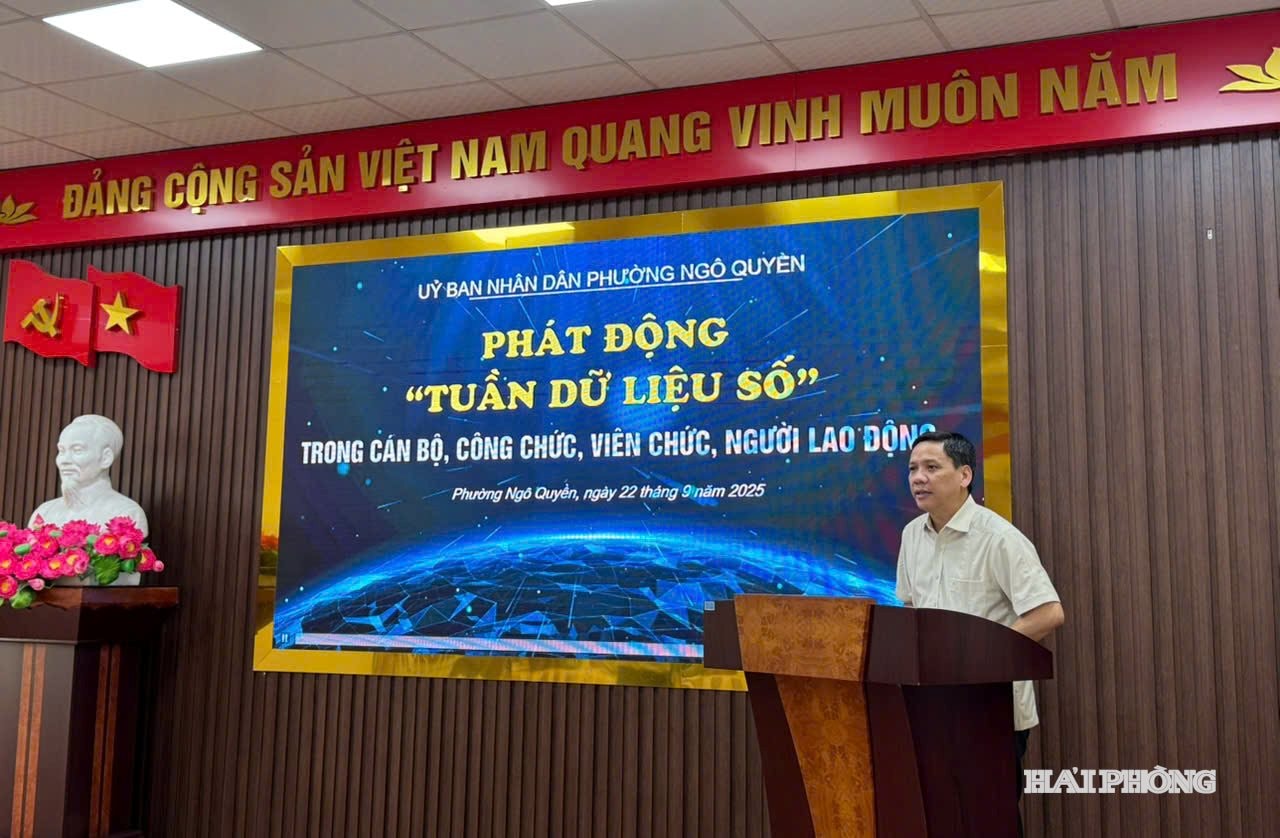 ĐẢNG CỘNG SẢN VIỆT NAM QUANG VINH MUÔN NĂM
UỶ BAN NHÂN DÂN PHƯỜNG NGÔ QUYỀN
PHÁT ĐỘNG
“TUẦN DỮ LIỆU SỐ”
TRONG CÁN BỘ, CÔNG CHỨC, VIÊN CHỨC, NGƯỜI LAO ĐỘNG
Phường Ngô Quyền, ngày 22 tháng 9 năm 2025
HẢI PHÒNG